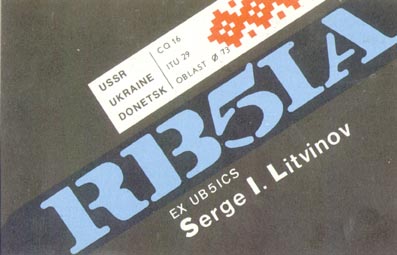 USSR
UKRAINE
DONETSK
CQ 16
ITU 29
OBLAST Ø 73
RB5IA
EX UB5ICS
Serge I. Litvinov